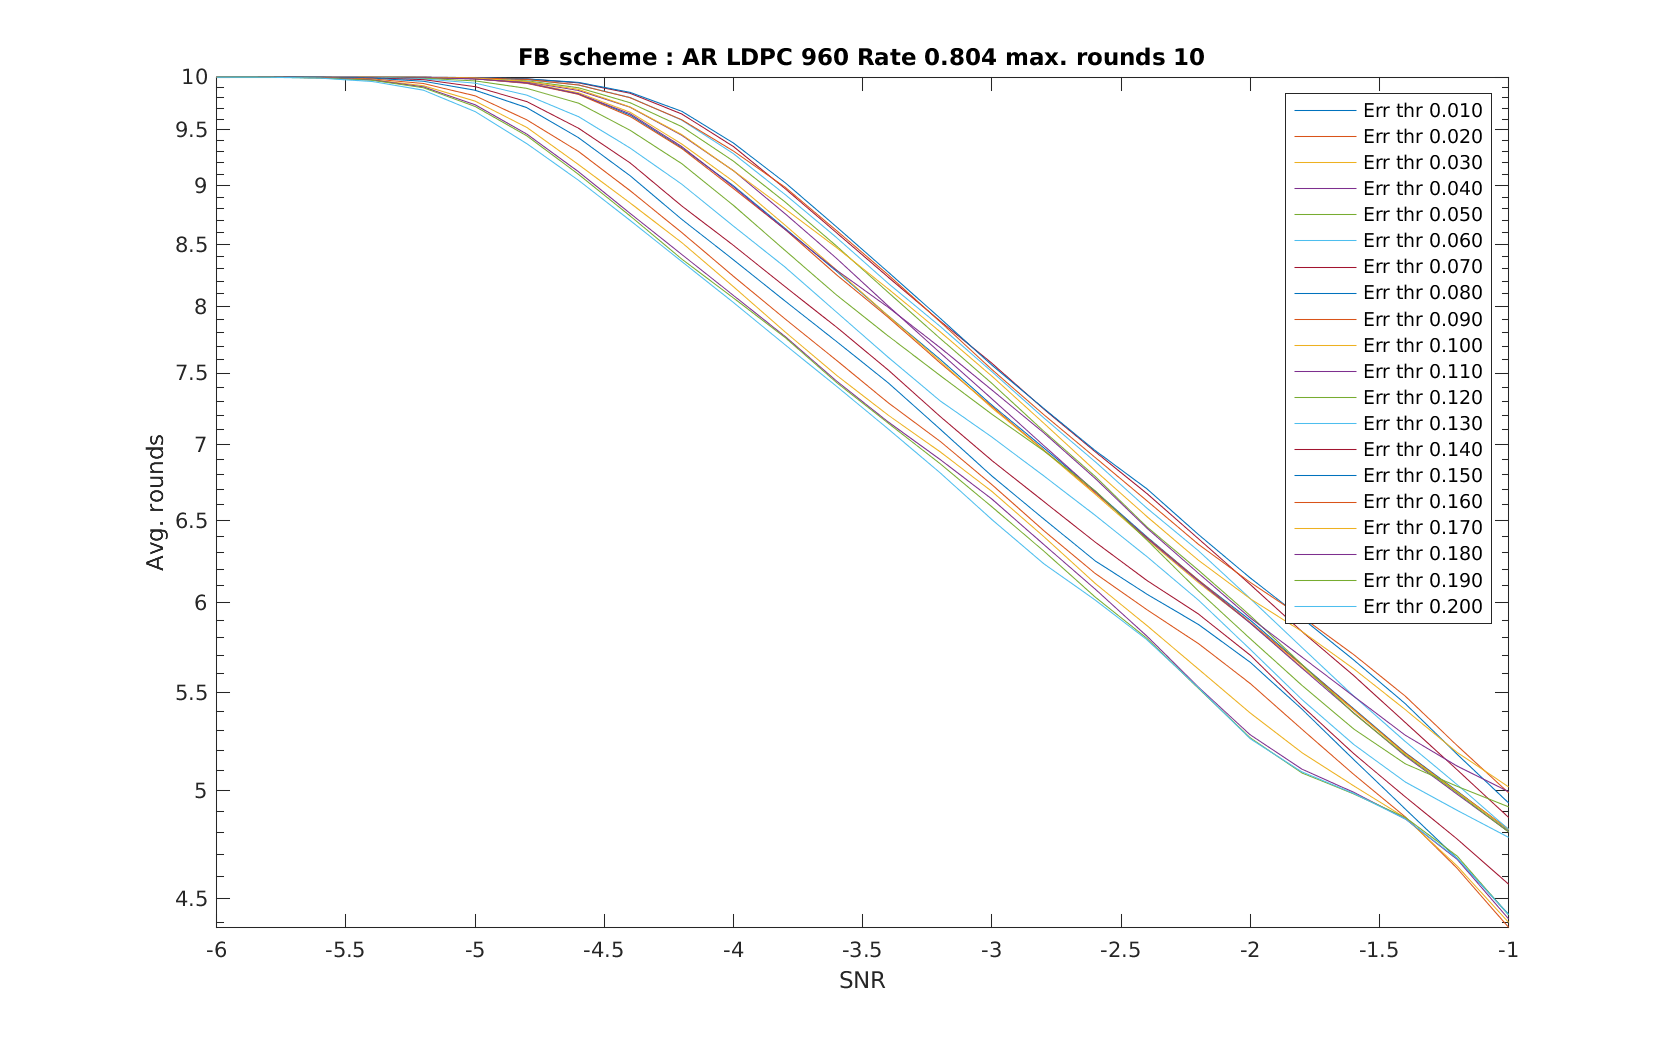 FB scheme : AR LDPC 960 Rate 0.804 max. rounds 10
10
9.5
9
8.5
8
7.5
7
6.5
6
5.5
5
4.5
Avg. rounds
Err thr 0.010
Err thr 0.020
Err thr 0.030
Err thr 0.040
Err thr 0.050
Err thr 0.060
Err thr 0.070
Err thr 0.080
Err thr 0.090
Err thr 0.100
Err thr 0.110
Err thr 0.120
Err thr 0.130
Err thr 0.140
Err thr 0.150
Err thr 0.160
Err thr 0.170
Err thr 0.180
Err thr 0.190
Err thr 0.200
-6 -5.5 -5 -4.5 -4 -3.5 -3 -2.5 -2 -1.5 -1
SNR